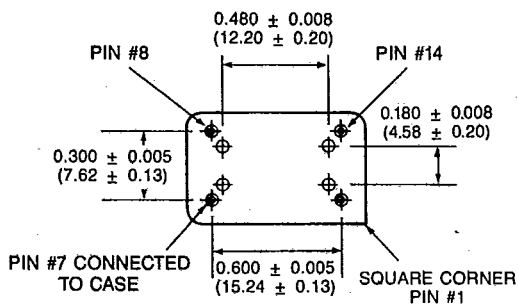 0.480 ± 0.008
(12.20 ± 0.20)
PIN #8
PIN #14
0.180 ± 0.008
(4.58 ± 0.20)
0.300 ± 0.005
(7.62 ± 0.13)
PIN #7 CONNECTED
TO CASE
0.600 ± 0.005
(15.24 ± 0.13)
SQUARE CORNER
PIN #1